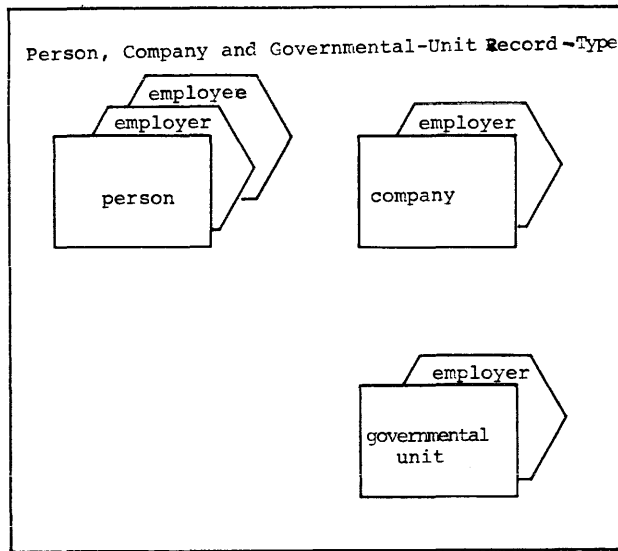 Person, Company and Governmental-Unit Record-Type
employee
employer
person
employer
company
employer
governmental
unit